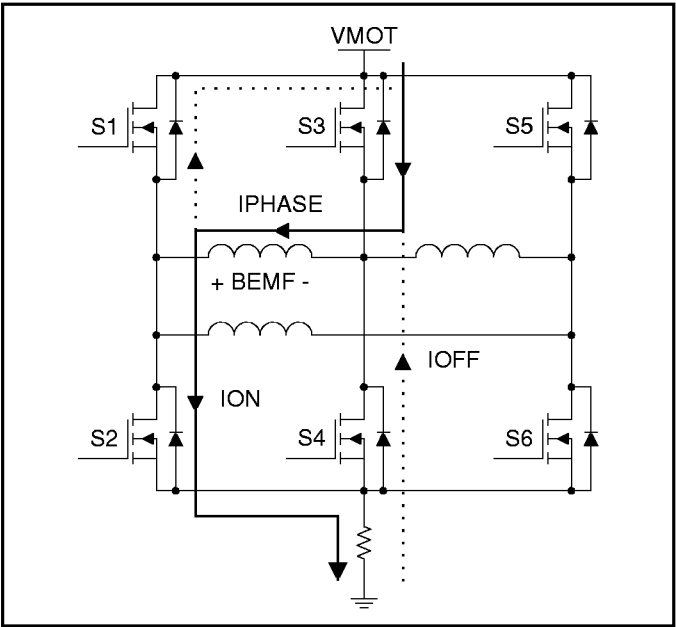 VMOT
S1
S3
S5
IPHASE
+ BEMF -
IOFF
ION
S2
S4
S6